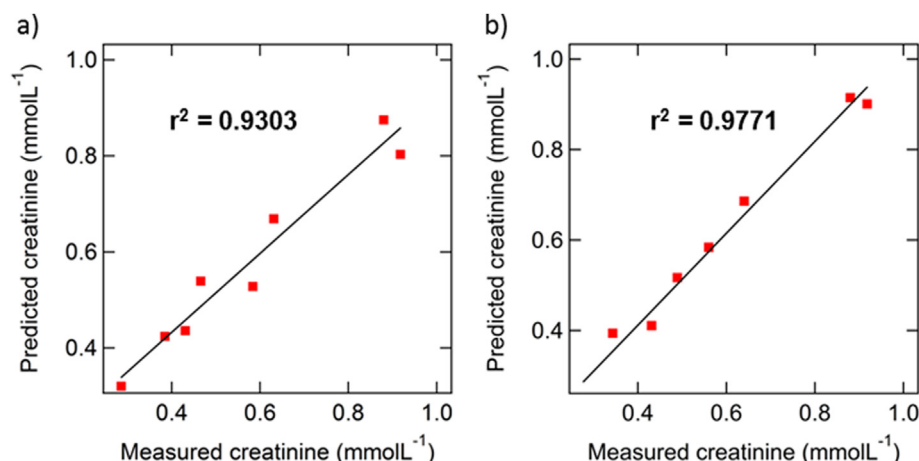 a)
Predicted creatinine (mmolL⁻¹)
1.0
0.8
0.6
0.4
r² = 0.9303
0.4 0.6 0.8 1.0
Measured creatinine (mmolL⁻¹)
b)
Predicted creatinine (mmolL⁻¹)
1.0
0.8
0.6
0.4
r² = 0.9771
0.4 0.6 0.8 1.0
Measured creatinine (mmolL⁻¹)